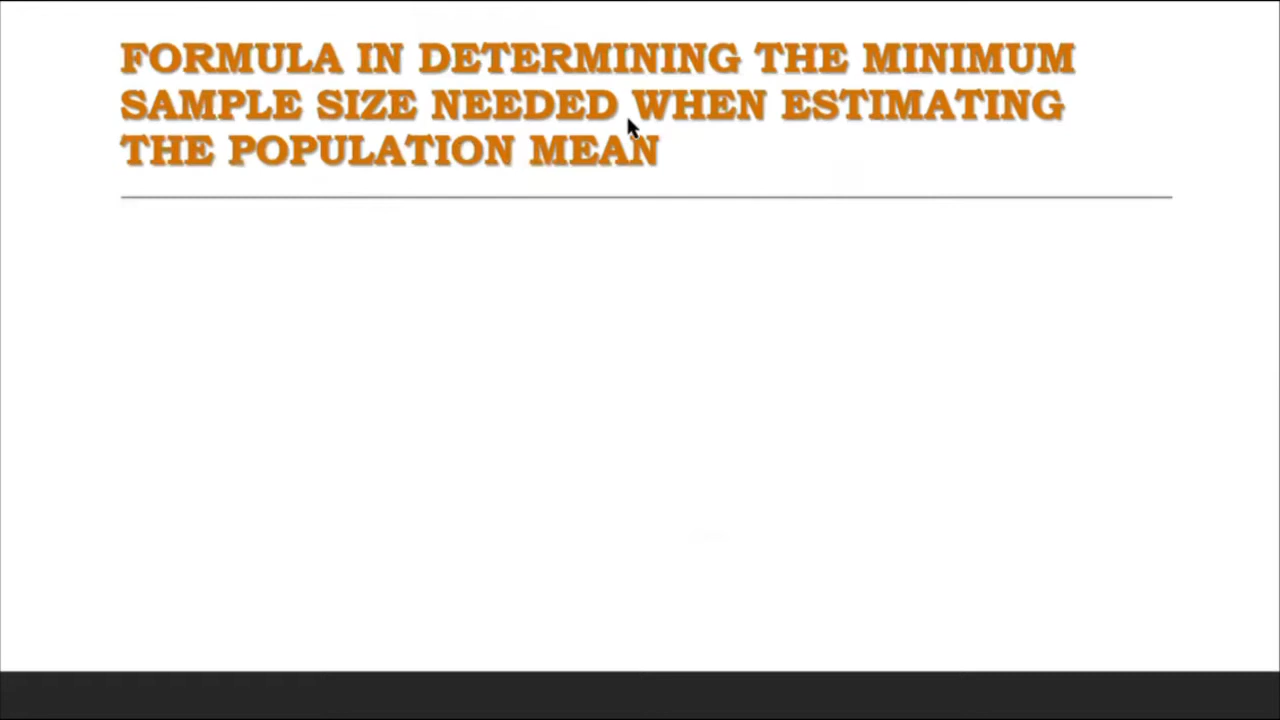 FORMULA IN DETERMINING THE MINIMUM
SAMPLE SIZE NEEDED WHEN ESTIMATING
THE POPULATION MEAN